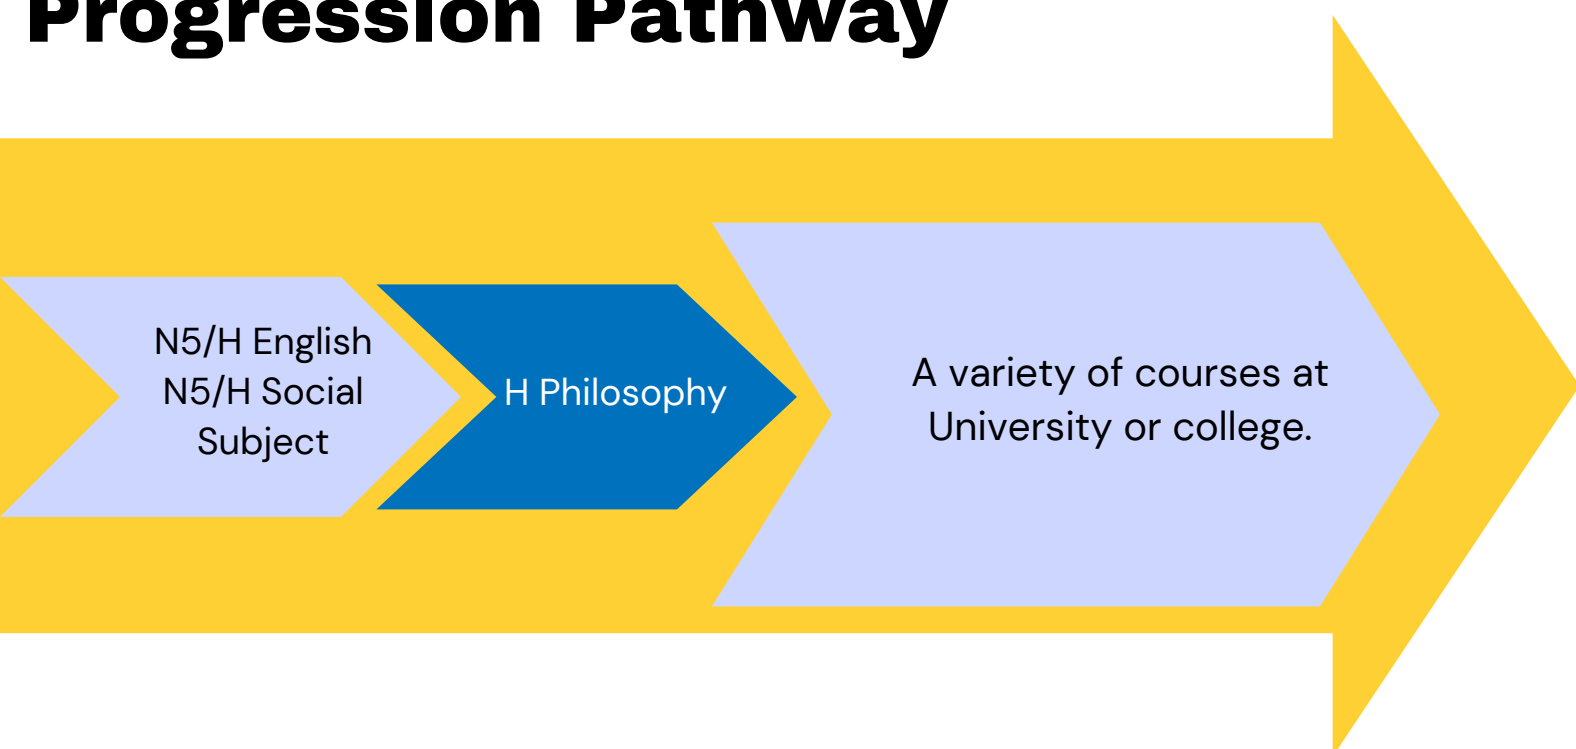 Progression Pathway
N5/H English
N5/H Social
Subject
H Philosophy
A variety of courses at
University or college.